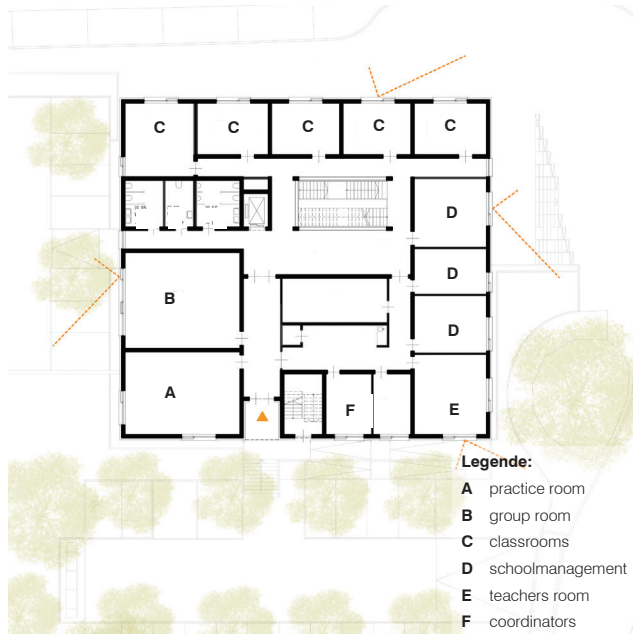 C C C C C
D
D
B
D
A
F
E
Legende:
A practice room
B group room
C classrooms
D schoolmanagement
E teachers room
F coordinators